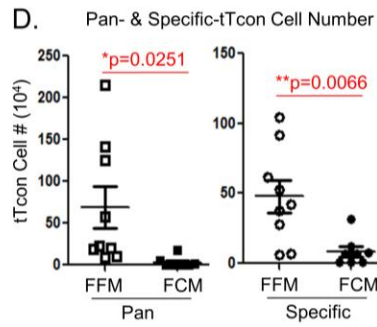 D. Pan- & Specific-tTcon Cell Number
tTcon Cell # (10⁴)
250
200
150
100
50
0
*p=0.0251
FFM FCM
Pan
150
100
50
0
**p=0.0066
FFM FCM
Specific